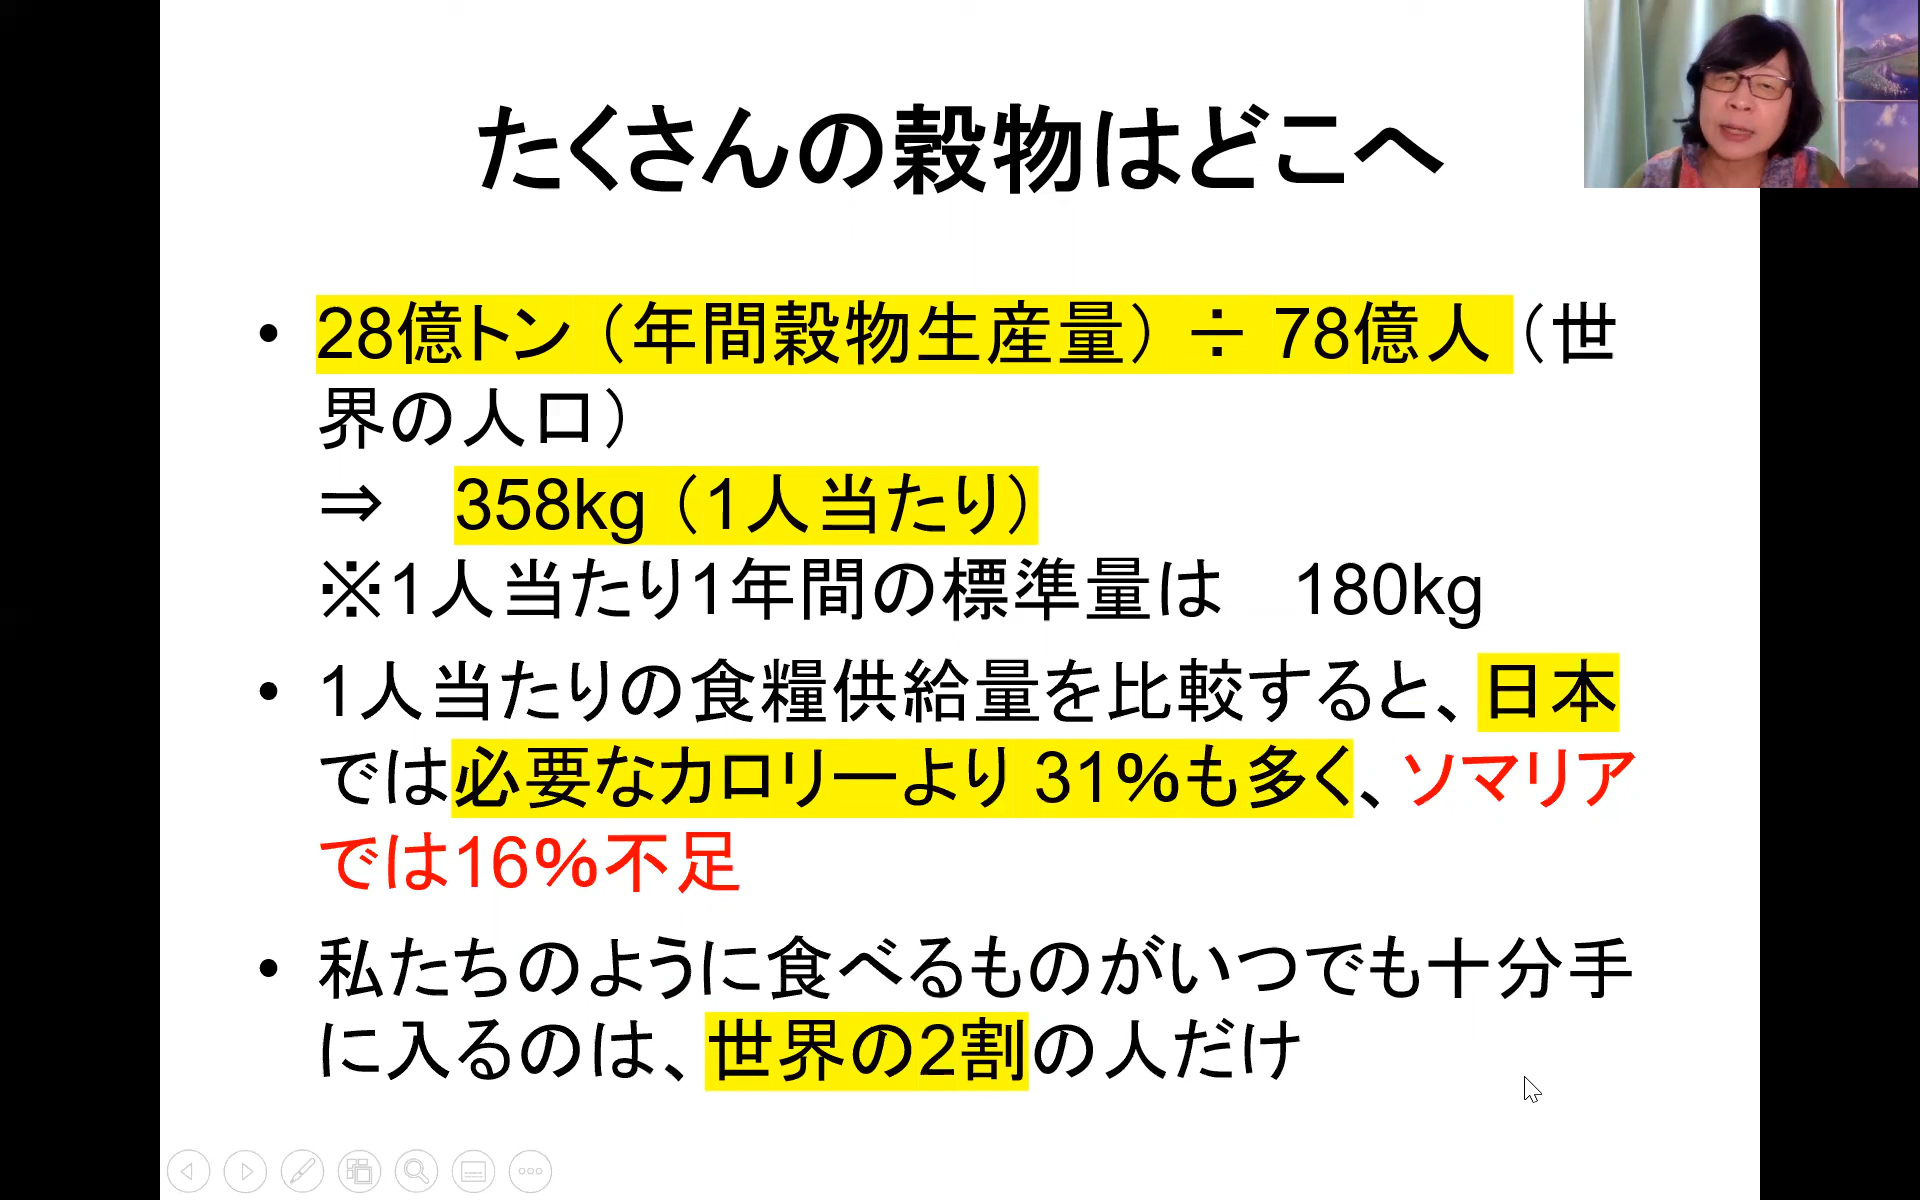 たくさんの穀物はどこへ
• 28億トン（年間穀物生産量）÷ 78億人（世
界の人口）
⇒　358kg（1人当たり）
※1人当たり1年間の標準量は　180kg
• 1人当たりの食糧供給量を比較すると、日本
では必要なカロリーより 31%も多く、ソマリア
では16%不足
• 私たちのように食べるものがいつでも十分手
に入るのは、世界の2割の人だけ